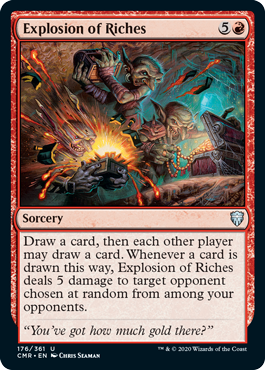 Explosion of Riches 5
Sorcery
Draw a card, then each other player
may draw a card. Whenever a card is
drawn this way, Explosion of Riches
deals 5 damage to target opponent
chosen at random from among your
opponents.
“You’ve got how much gold there?”
176/361 U
CMR • EN Chris Seaman
™ & © 2020 Wizards of the Coast